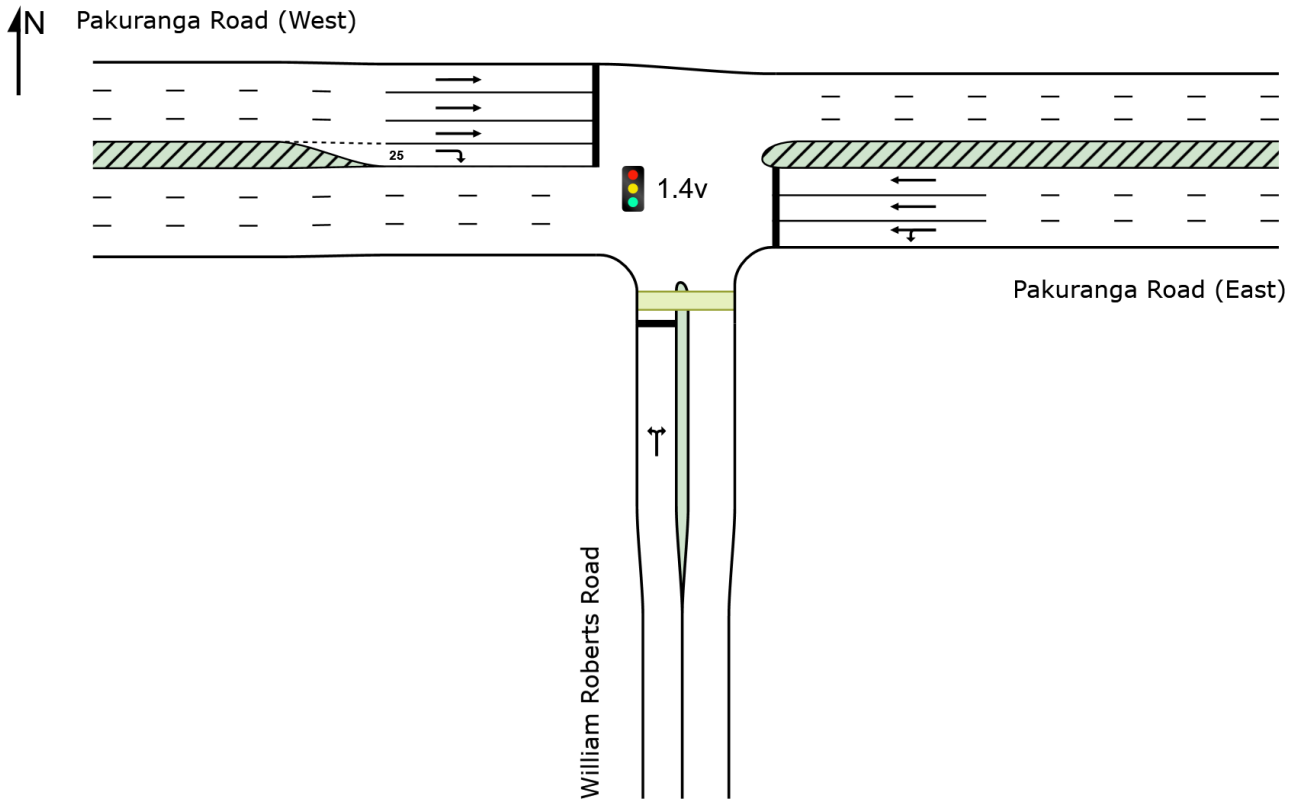 N
Pakuranga Road (West)
25
1.4v
Pakuranga Road (East)
William Roberts Road